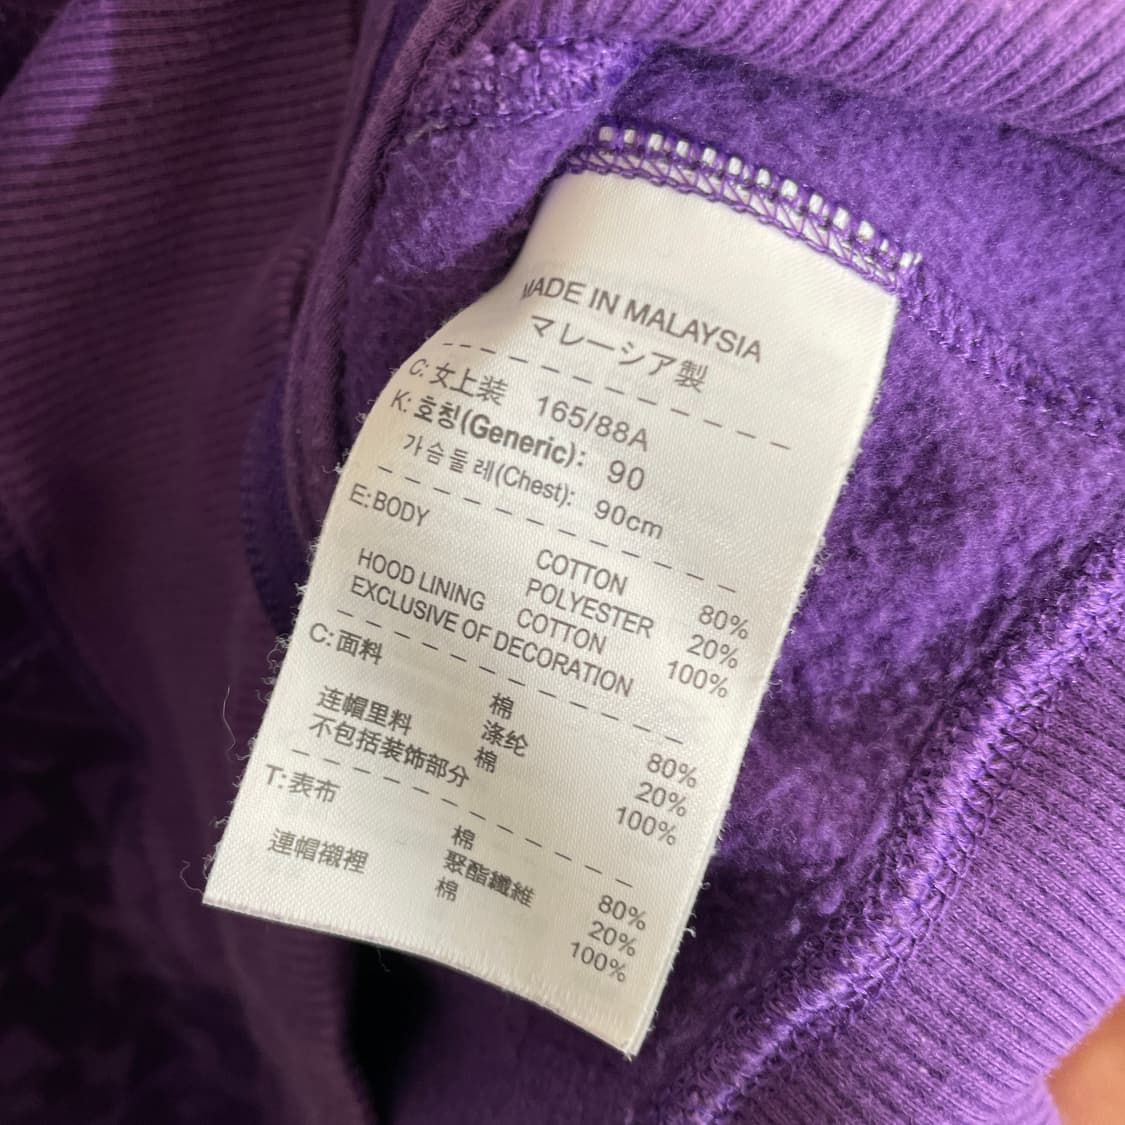 MADE IN MALAYSIA
マレーシア製
C: 女上装 165/88A
K: 호칭(Generic): 90
가슴둘레(Chest): 90cm
E: BODY COTTON 80%
POLYESTER 20%
HOOD LINING COTTON 100%
EXCLUSIVE OF DECORATION
C: 面料 棉 80%
涤纶 20%
连帽里料 棉 100%
不包括装饰部分
T: 表布 棉 80%
聚酯纖維 20%
連帽襯裡 棉 100%